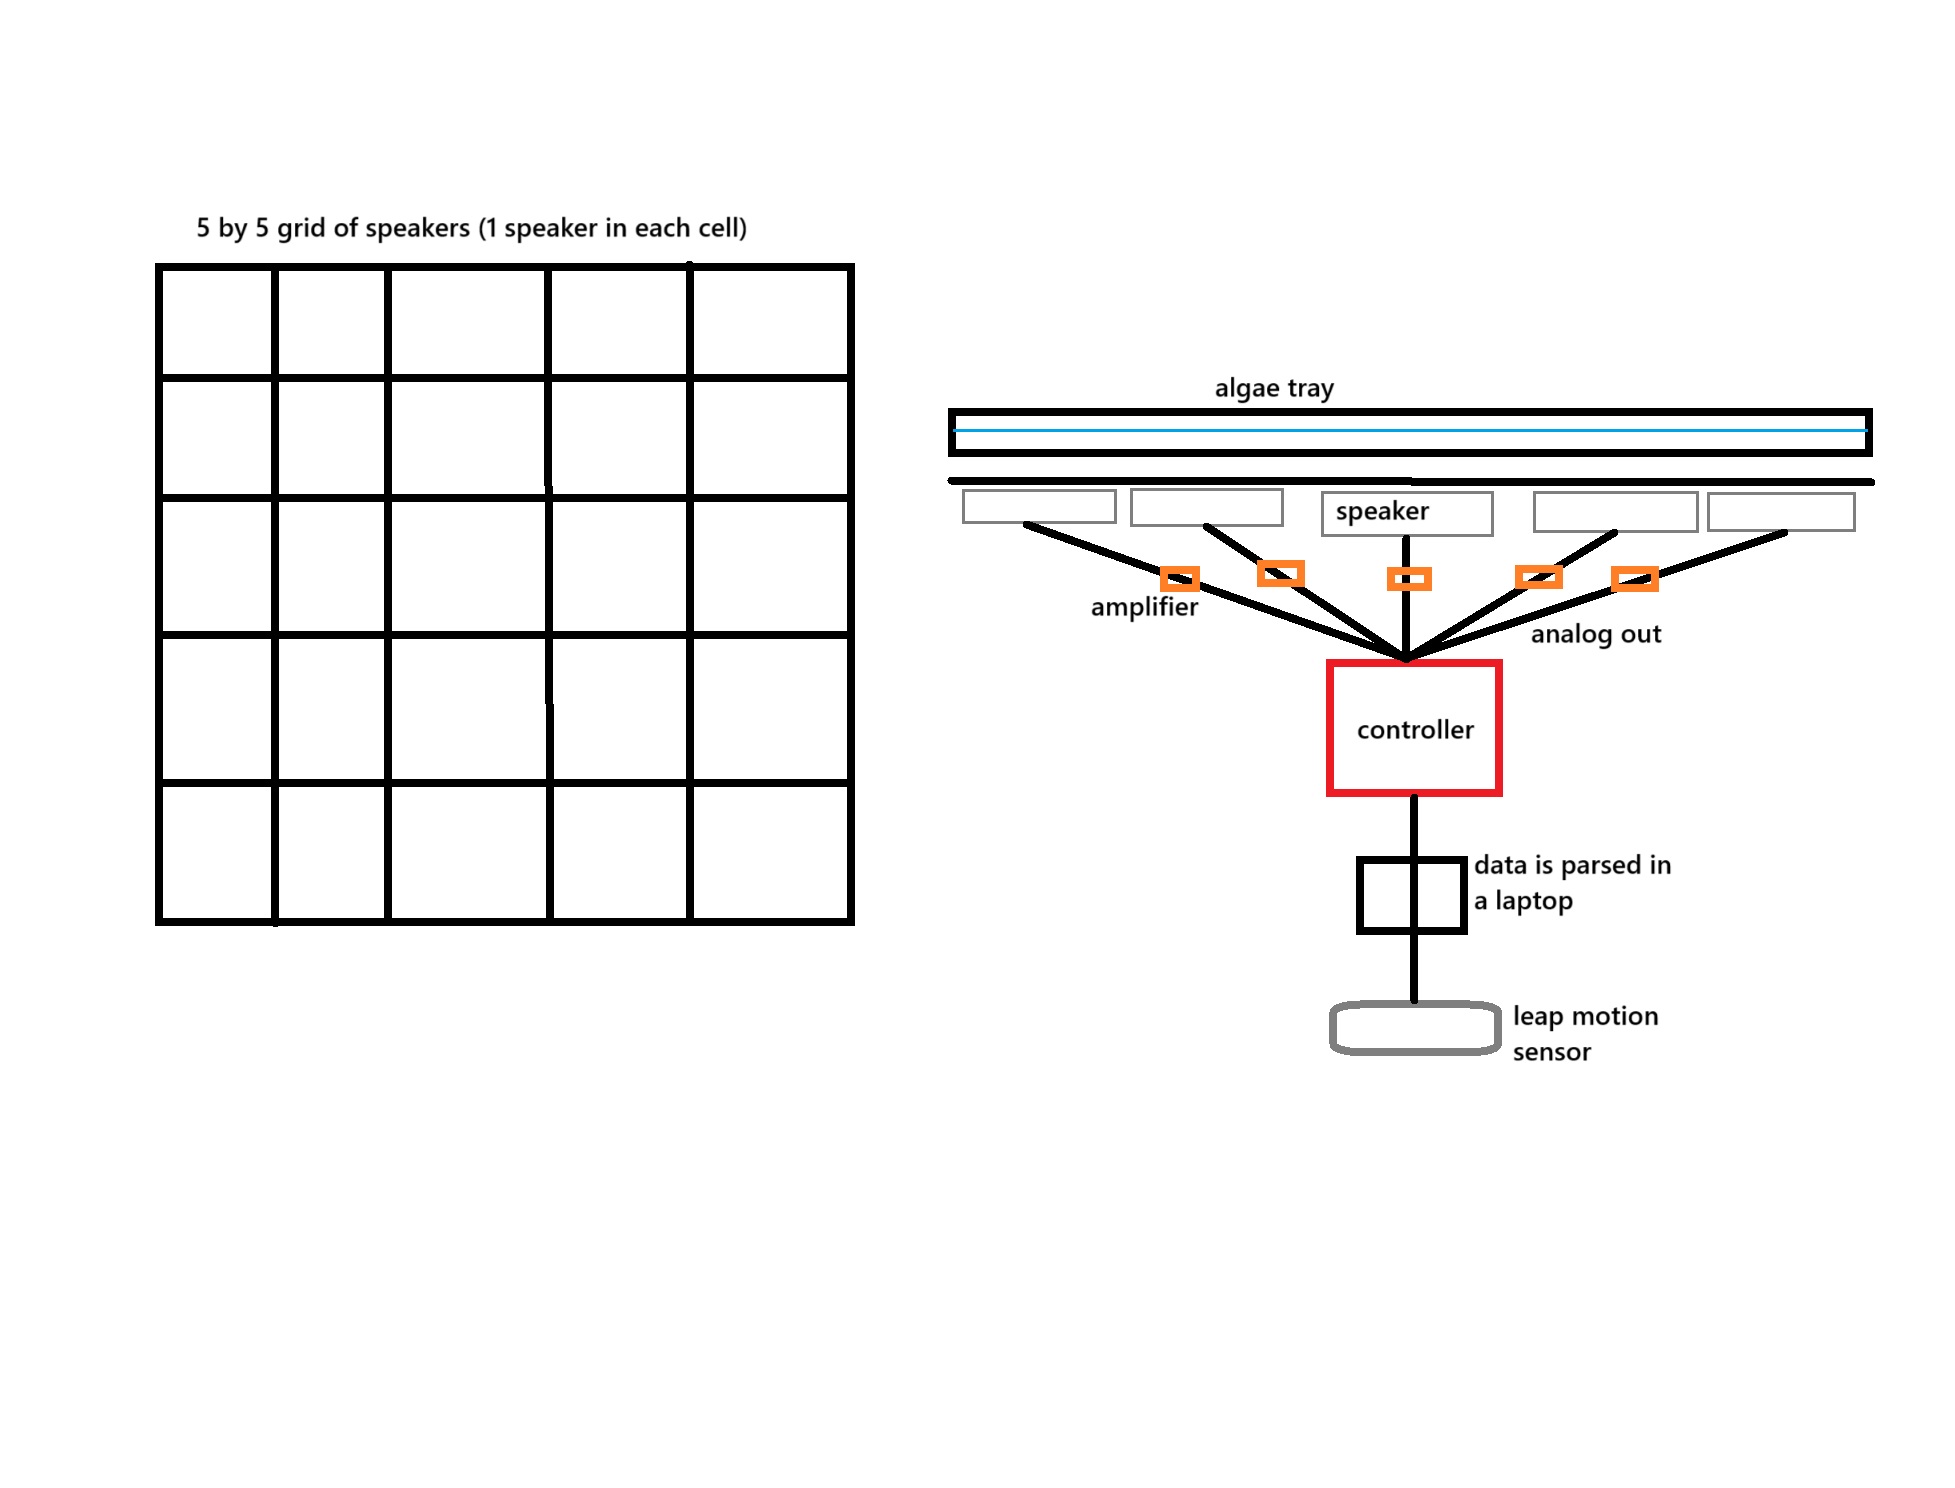 5 by 5 grid of speakers (1 speaker in each cell)
algae tray
speaker
amplifier
analog out
controller
data is parsed in
a laptop
leap motion
sensor